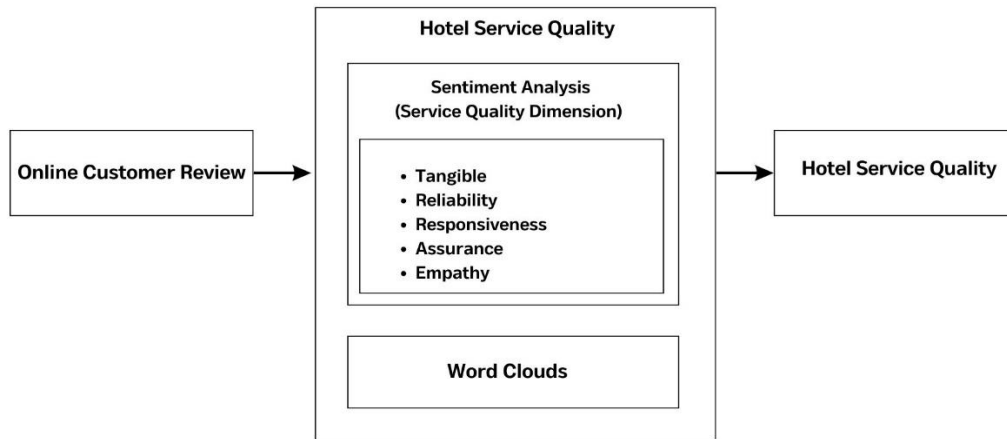 Hotel Service Quality
Sentiment Analysis
(Service Quality Dimension)
Online Customer Review
• Tangible
• Reliability
• Responsiveness
• Assurance
• Empathy
Hotel Service Quality
Word Clouds